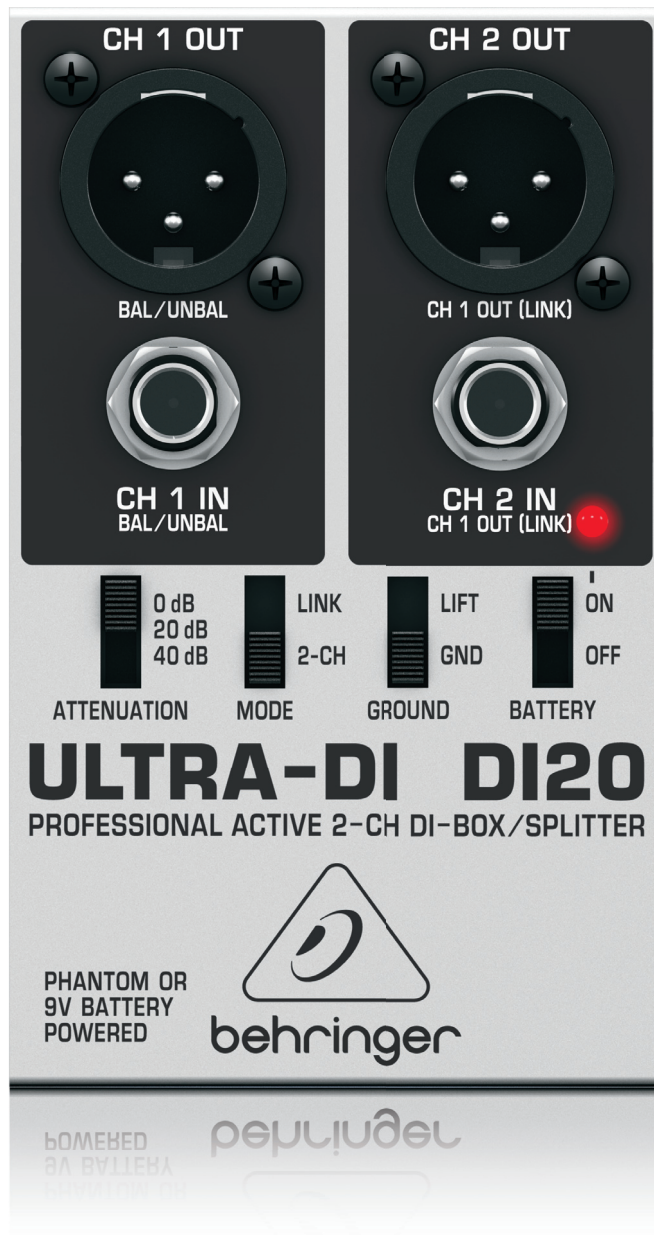 CH 1 OUT
CH 2 OUT
BAL/UNBAL
CH 1 OUT (LINK)
CH 1 IN
BAL/UNBAL
CH 2 IN
CH 1 OUT (LINK)
0 dB
20 dB
40 dB
LINK
2-CH
LIFT
GND
ON
OFF
ATTENUATION
MODE
GROUND
BATTERY
ULTRA-DI DI20
PROFESSIONAL ACTIVE 2-CH DI-BOX/SPLITTER
PHANTOM OR
9V BATTERY
POWERED
behringer